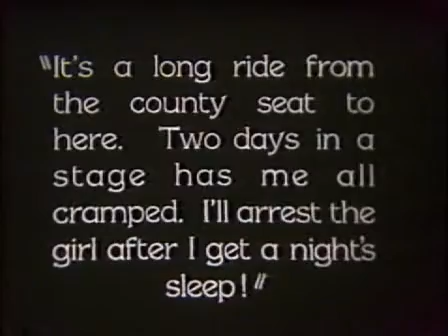 "It's a long ride from
the county seat to
here. Two days in a
stage has me all
cramped. I'll arrest the
girl after I get a night's
sleep!"